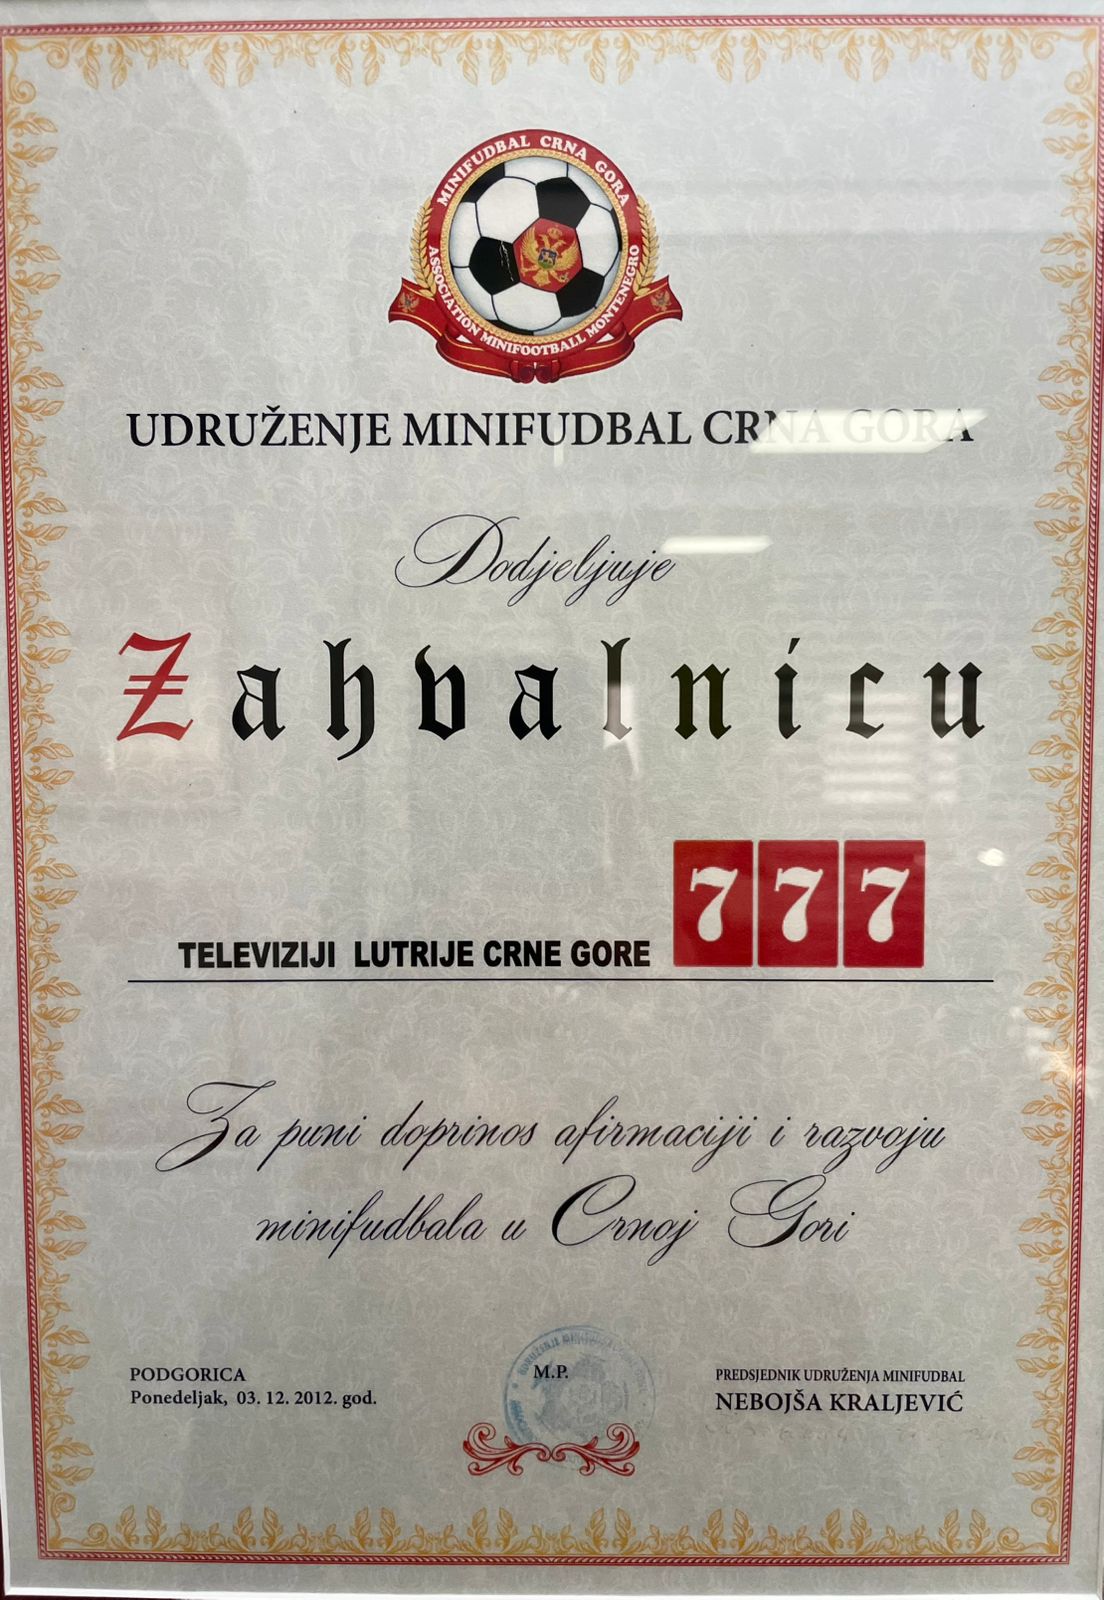 MINIFUDBAL CRNA GORA
ASSOCIATION MINIFOOTBALL MONTENEGRO
UDRUŽENJE MINIFUDBAL CRNA GORA
Dodjeljuje
Zahvalnicu
777
TELEVIZIJI LUTRIJE CRNE GORE
Za puni doprinos afirmaciji i razvoju
minifudbala u Crnoj Gori
PODGORICA
Ponedeljak, 03. 12. 2012. god.
M.P.
PREDSJEDNIK UDRUŽENJA MINIFUDBAL
NEBOJŠA KRALJEVIĆ